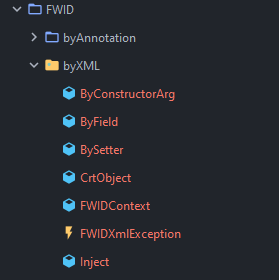 FWID
byAnnotation
byXML
ByConstructorArg
ByField
BySetter
CrtObject
FWIDContext
FWIDXmlException
Inject